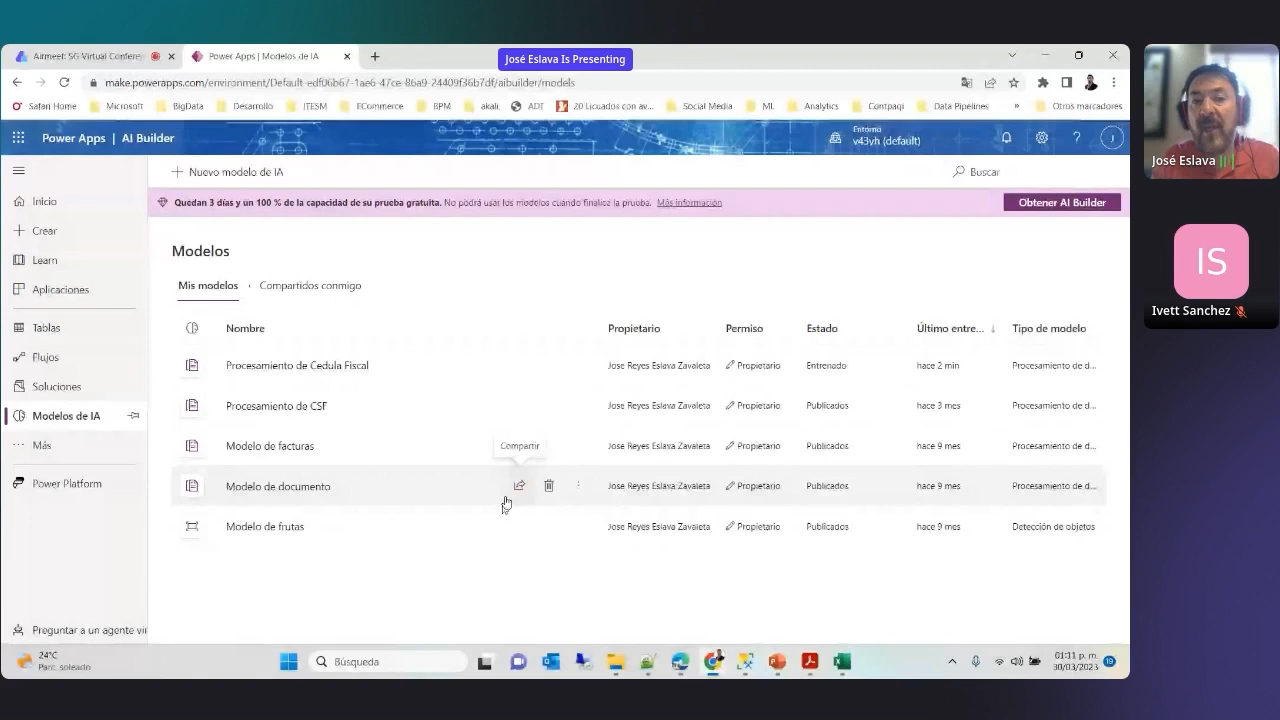 Airmeet: SG Virtual Conferen
Power Apps | Modelos de IA
José Eslava Is Presenting
make.powerapps.com/environment/Default-edf06b67-1ae6-47ce-86a9-24409f36b7df/aibuilder/models
Safari Home
Microsoft
BigData
Desarrollo
ITESM
ECommerce
BPM
akali
ADT
20 Licuados con av...
Social Media
ML
Analytics
Contpaqi
Data Pipelines
»
Otros marcadores
Power Apps | AI Builder
Entorno
v43yh (default)
?
J
Nuevo modelo de IA
Buscar
Quedan 3 días y un 100 % de la capacidad de su prueba gratuita. No podrá usar los modelos cuando finalice la prueba. Más información
Obtener AI Builder
Inicio
Crear
Learn
Aplicaciones
Tablas
Flujos
Soluciones
Modelos de IA
Más
Power Platform
Preguntar a un agente vir
Modelos
Mis modelos
Compartidos conmigo
Nombre Propietario Permiso Estado Último entre... ↓ Tipo de modelo
Procesamiento de Cedula Fiscal Jose Reyes Eslava Zavaleta Propietario Entrenado hace 2 min Procesamiento de d...
Procesamiento de CSF Jose Reyes Eslava Zavaleta Propietario Publicados hace 3 mes Procesamiento de d...
Modelo de facturas Jose Reyes Eslava Zavaleta Propietario Publicados hace 9 mes Procesamiento de d...
Compartir
Modelo de documento Jose Reyes Eslava Zavaleta Propietario Publicados hace 9 mes Procesamiento de d...
Modelo de frutas Jose Reyes Eslava Zavaleta Propietario Publicados hace 9 mes Detección de objetos
24°C
Parc. soleado
Búsqueda
01:11 p. m.
30/03/2023
19
José Eslava
IS
Ivett Sanchez